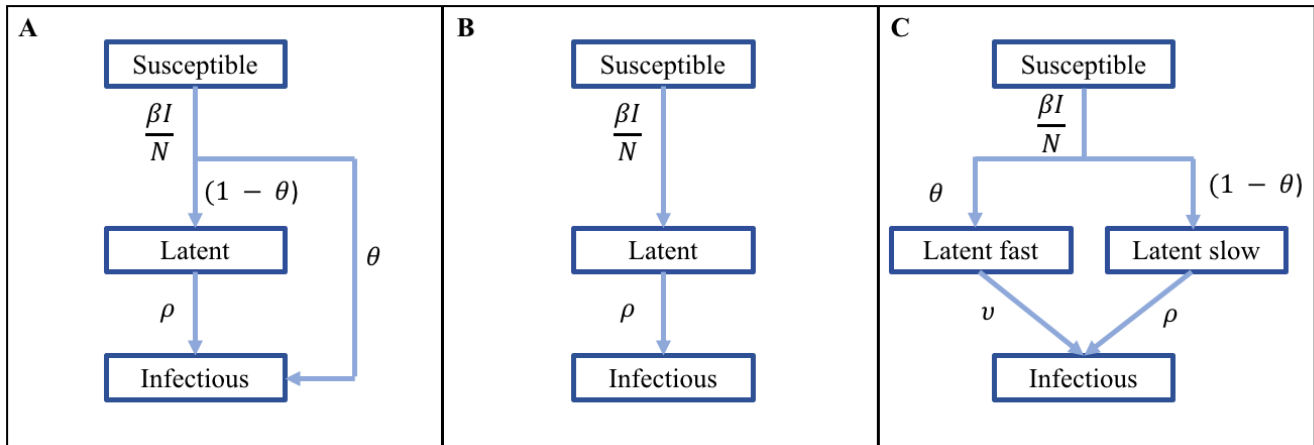 A
Susceptible
βI
N
(1 − θ)
Latent
θ
ρ
Infectious
B
Susceptible
βI
N
Latent
ρ
Infectious
C
Susceptible
βI
N
θ
(1 − θ)
Latent fast
Latent slow
υ
ρ
Infectious